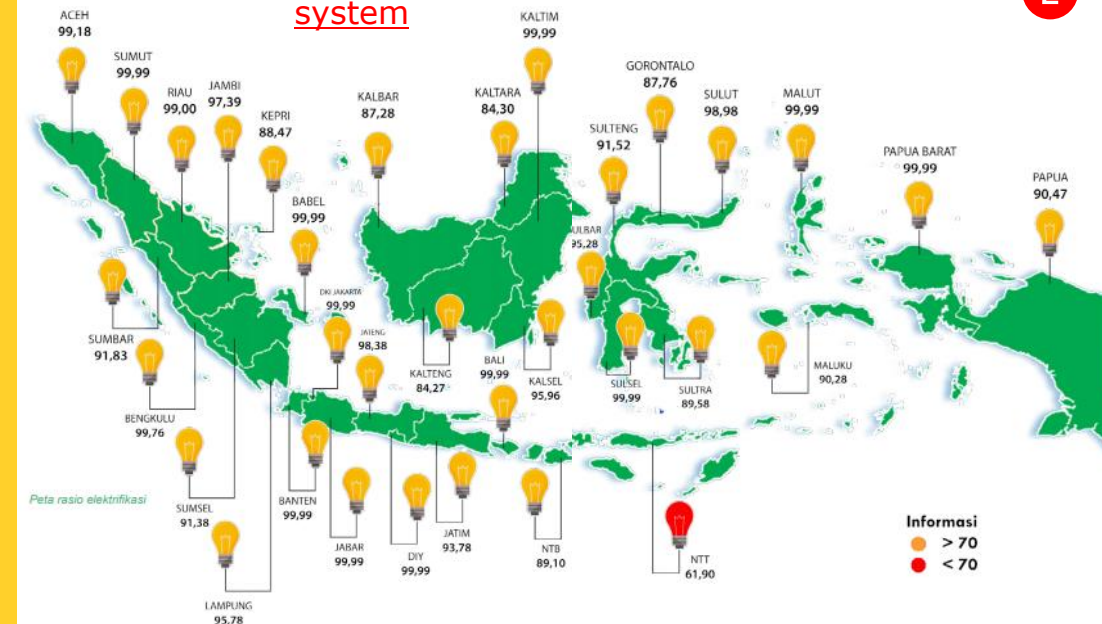 system
2
ACEH
99,18
SUMUT
99,99
RIAU
99,00
JAMBI
97,39
KEPRI
88,47
BABEL
99,99
KALBAR
87,28
KALTARA
84,30
KALTIM
99,99
GORONTALO
87,76
SULTENG
91,52
SULUT
98,98
MALUT
99,99
PAPUA BARAT
99,99
PAPUA
90,47
ULBAR
95,28
DKI JAKARTA
99,99
JATENG
98,38
SUMBAR
91,83
BENGKULU
99,76
KALTENG
84,27
BALI
99,99
KALSEL
95,96
SULSEL
99,99
SULTRA
89,58
MALUKU
90,28
Peta rasio elektrifikasi
SUMSEL
91,38
LAMPUNG
95,78
BANTEN
99,99
JABAR
99,99
DIY
99,99
JATIM
93,78
NTB
89,10
NTT
61,90
Informasi
> 70
< 70